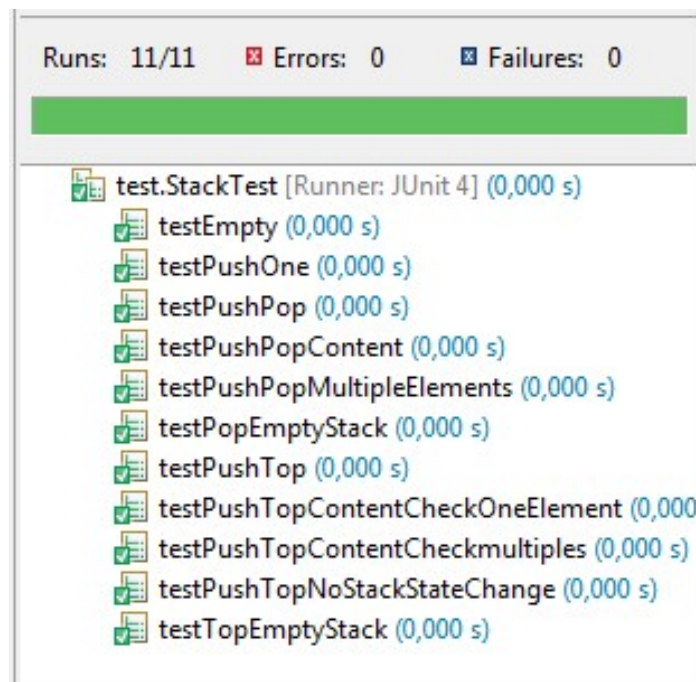 Runs: 11/11 Errors: 0 Failures: 0
test.StackTest [Runner: JUnit 4] (0,000 s)
testEmpty (0,000 s)
testPushOne (0,000 s)
testPushPop (0,000 s)
testPushPopContent (0,000 s)
testPushPopMultipleElements (0,000 s)
testPopEmptyStack (0,000 s)
testPushTop (0,000 s)
testPushTopContentCheckOneElement (0,000
testPushTopContentCheckmultiples (0,000 s)
testPushTopNoStackStateChange (0,000 s)
testTopEmptyStack (0,000 s)